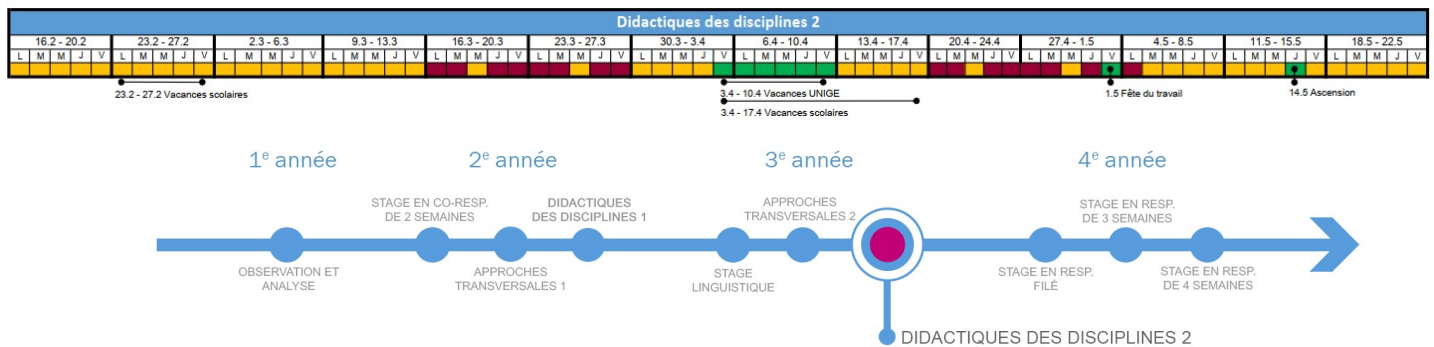 Didactiques des disciplines 2
16.2 - 20.2 23.2 - 27.2 2.3 - 6.3 9.3 - 13.3 16.3 - 20.3 23.3 - 27.3 30.3 - 3.4 6.4 - 10.4 13.4 - 17.4 20.4 - 24.4 27.4 - 1.5 4.5 - 8.5 11.5 - 15.5 18.5 - 22.5
L M M J V L M M J V L M M J V L M M J V L M M J V L M M J V L M M J V L M M J V L M M J V L M M J V L M M J V L M M J V L M M J V L M M J V
23.2 - 27.2 Vacances scolaires
3.4 - 10.4 Vacances UNIGE
1.5 Fête du travail
14.5 Ascension
3.4 - 17.4 Vacances scolaires
1e année
2e année
3e année
4e année
STAGE EN CO-RESP.
DE 2 SEMAINES
DIDACTIQUES
DES DISCIPLINES 1
APPROCHES
TRANSVERSALES 2
STAGE EN RESP.
DE 3 SEMAINES
OBSERVATION ET
ANALYSE
APPROCHES
TRANSVERSALES 1
STAGE
LINGUISTIQUE
STAGE EN RESP.
FILÉ
STAGE EN RESP.
DE 4 SEMAINES
DIDACTIQUES DES DISCIPLINES 2